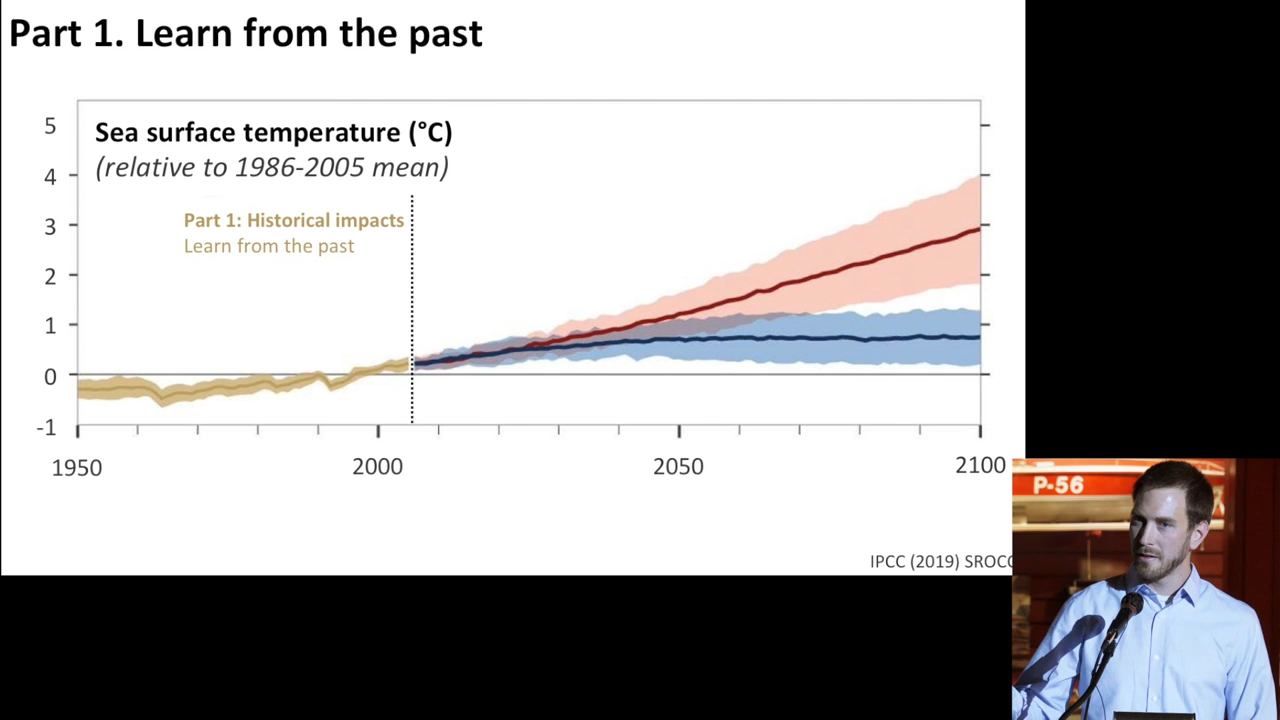 Part 1. Learn from the past
Sea surface temperature (°C)
(relative to 1986-2005 mean)
Part 1: Historical impacts
Learn from the past
5
4
3
2
1
0
-1
1950
2000
2050
2100
IPCC (2019) SROCC
P-56